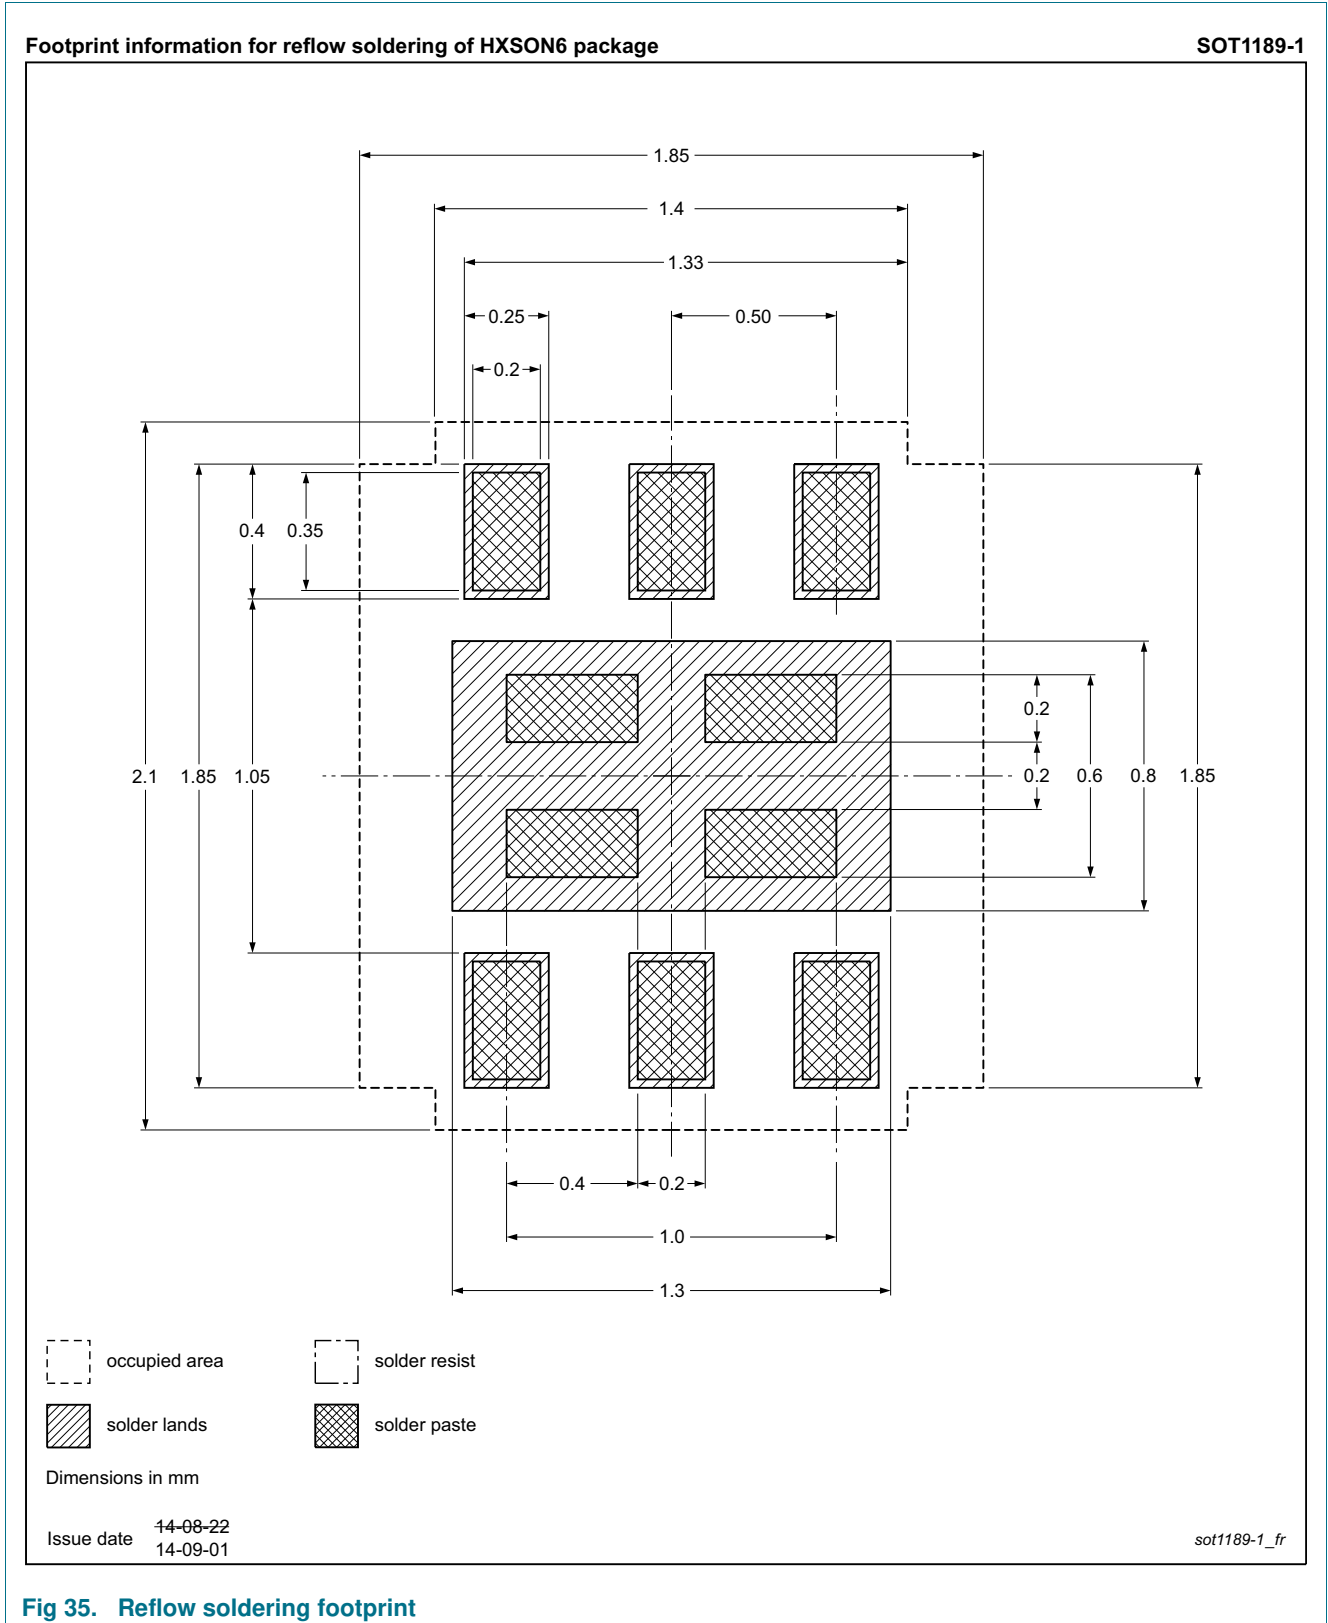 Footprint information for reflow soldering of HXSON6 package SOT1189-1
1.85
1.4
1.33
0.25 0.50
0.2
0.4 0.35
0.2
2.1 1.85 1.05 0.2 0.6 0.8 1.85
0.4 0.2
1.0
1.3
occupied area solder resist
solder lands solder paste
Dimensions in mm
Issue date 14-08-22
14-09-01
sot1189-1_fr
Fig 35. Reflow soldering footprint